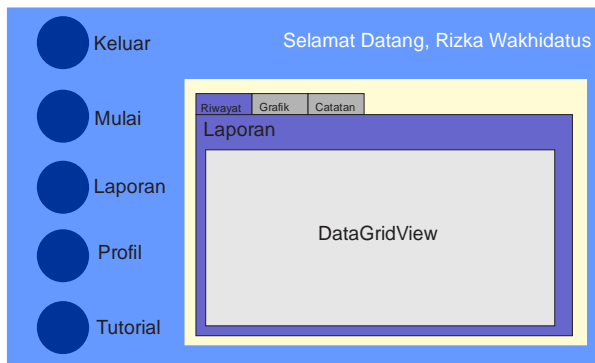 Keluar
Selamat Datang, Rizka Wakhidatus
Mulai
Laporan
Profil
Tutorial
Riwayat
Grafik
Catatan
Laporan
DataGridView